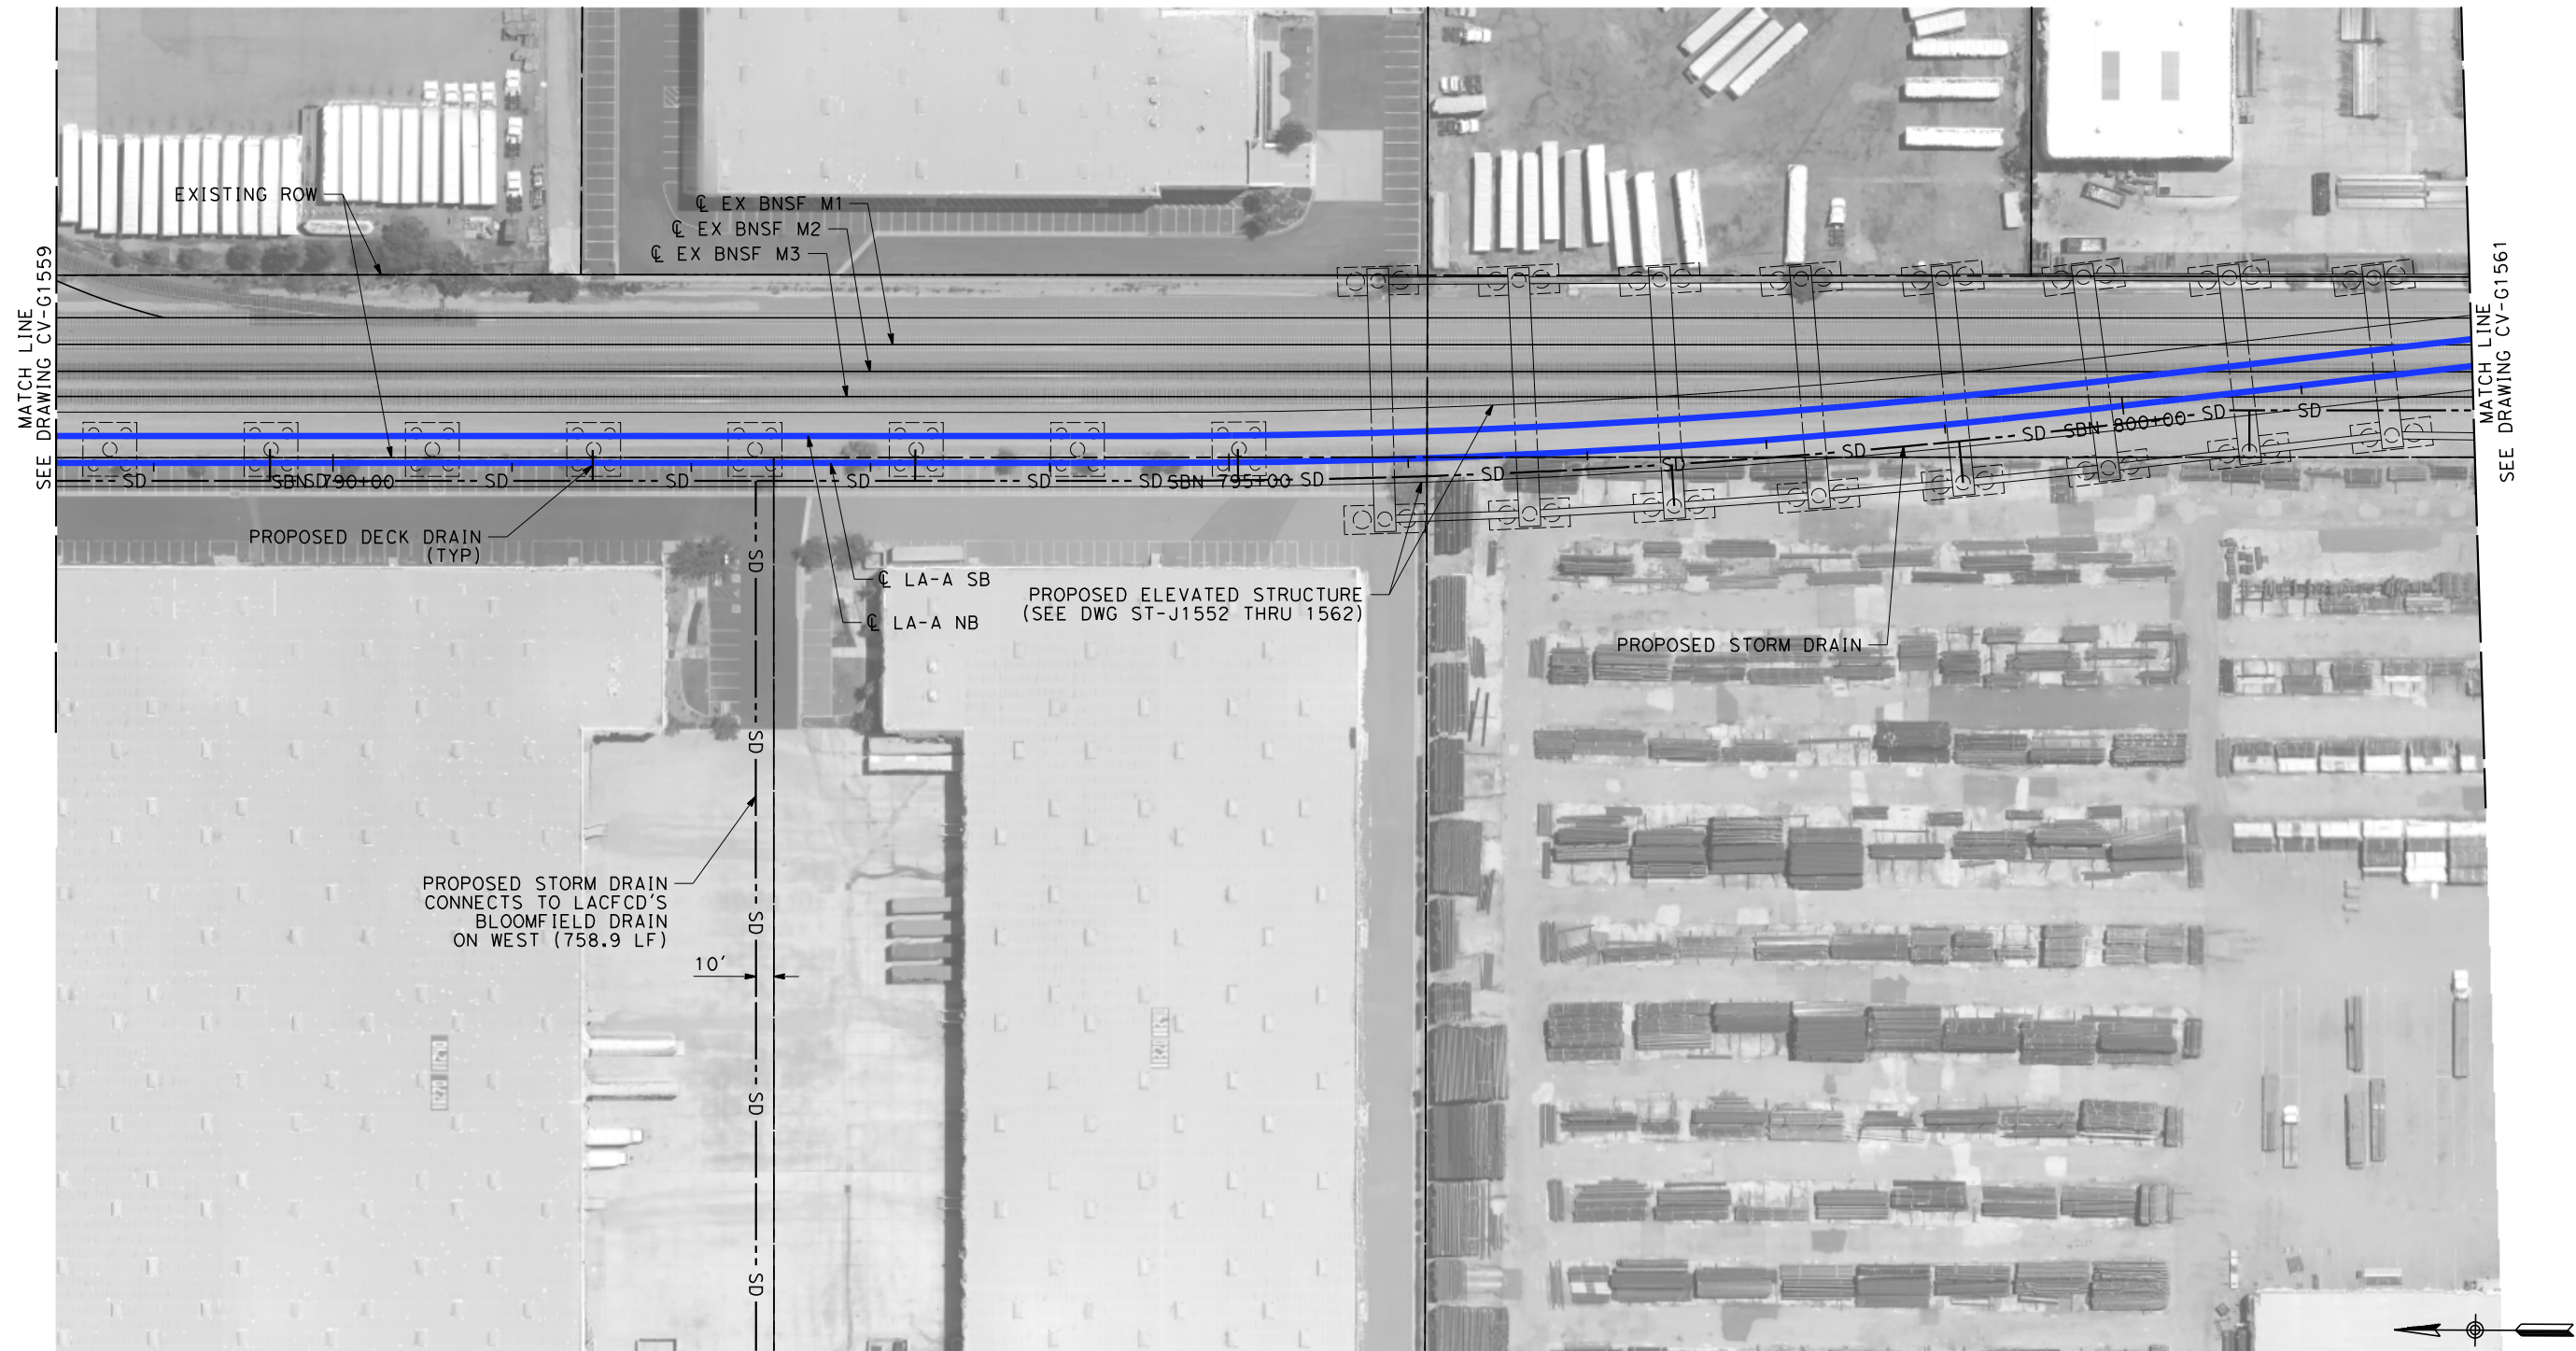 EXISTING ROW
℄ EX BNSF M1
℄ EX BNSF M2
℄ EX BNSF M3
MATCH LINE
SEE DRAWING CV-G1559
MATCH LINE
SEE DRAWING CV-G1561
SD
SBN 790+00
SD
SD
SD
SD
SD
SD
SBN 795+00
SD
SD
SD
SD
SD
SBN 800+00
SD
SD
PROPOSED DECK DRAIN
(TYP)
SD
℄ LA-A SB
℄ LA-A NB
PROPOSED ELEVATED STRUCTURE
(SEE DWG ST-J1552 THRU 1562)
PROPOSED STORM DRAIN
SD
PROPOSED STORM DRAIN
CONNECTS TO LACFCD'S
BLOOMFIELD DRAIN
ON WEST (758.9 LF)
SD
10'
SD
SD